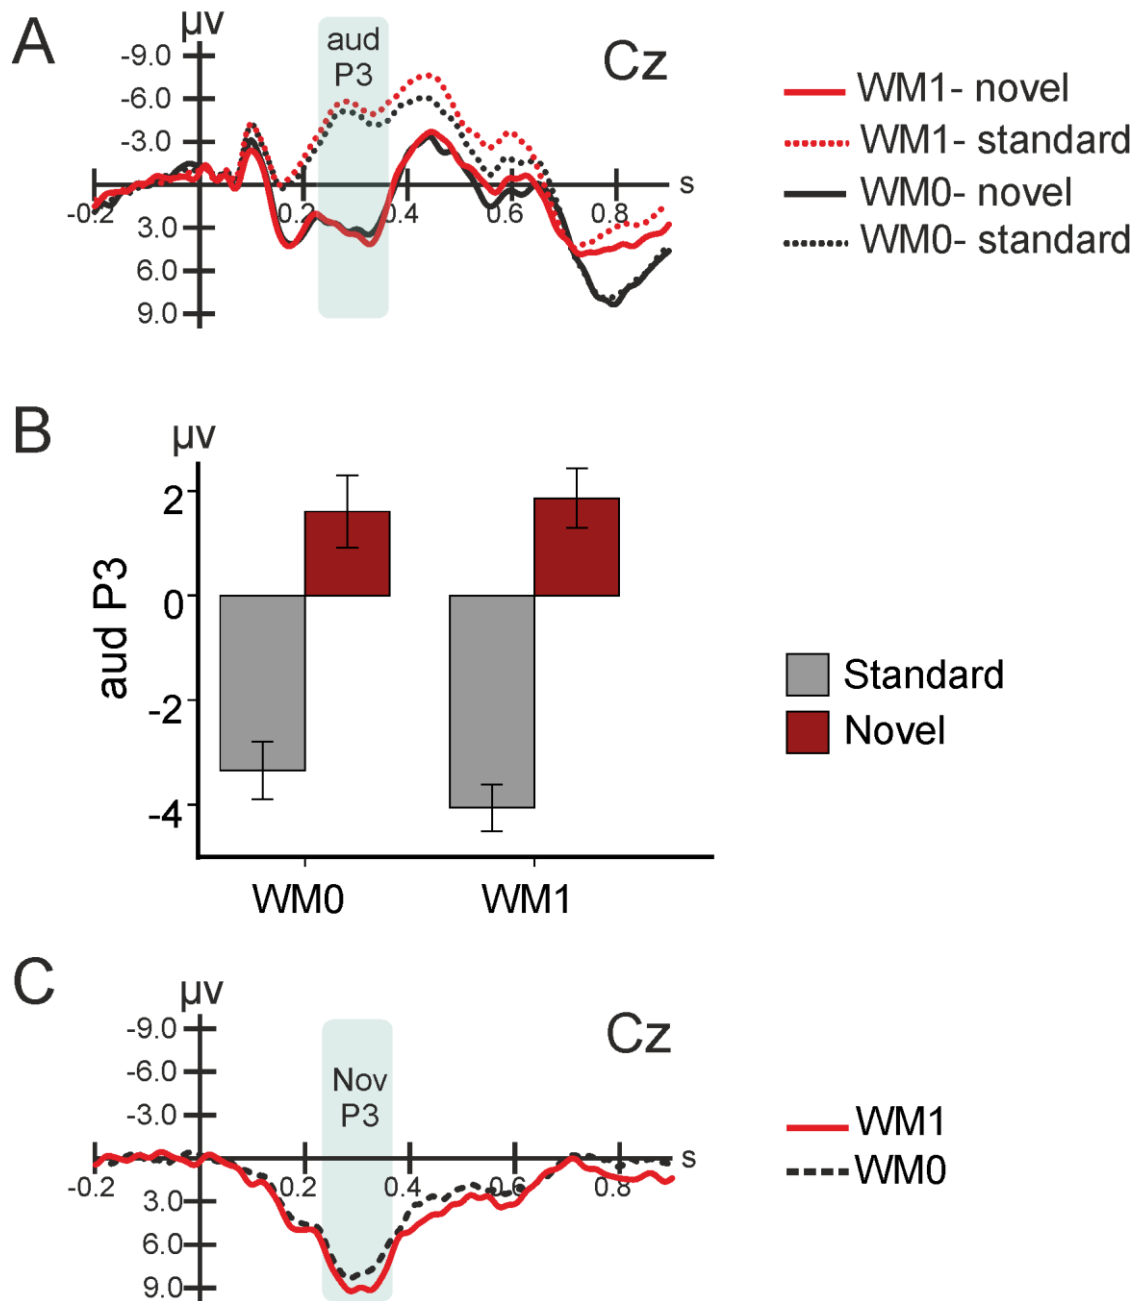 A
µv
-9.0
-6.0
-3.0
3.0
6.0
9.0
aud
P3
Cz
-0.2
0.2
0.4
0.6
0.8
s
WM1- novel
WM1- standard
WM0- novel
WM0- standard
B
µv
aud P3
2
0
-2
-4
WM0
WM1
Standard
Novel
C
µv
-9.0
-6.0
-3.0
3.0
6.0
9.0
Nov
P3
Cz
-0.2
0.2
0.4
0.6
0.8
s
WM1
WM0